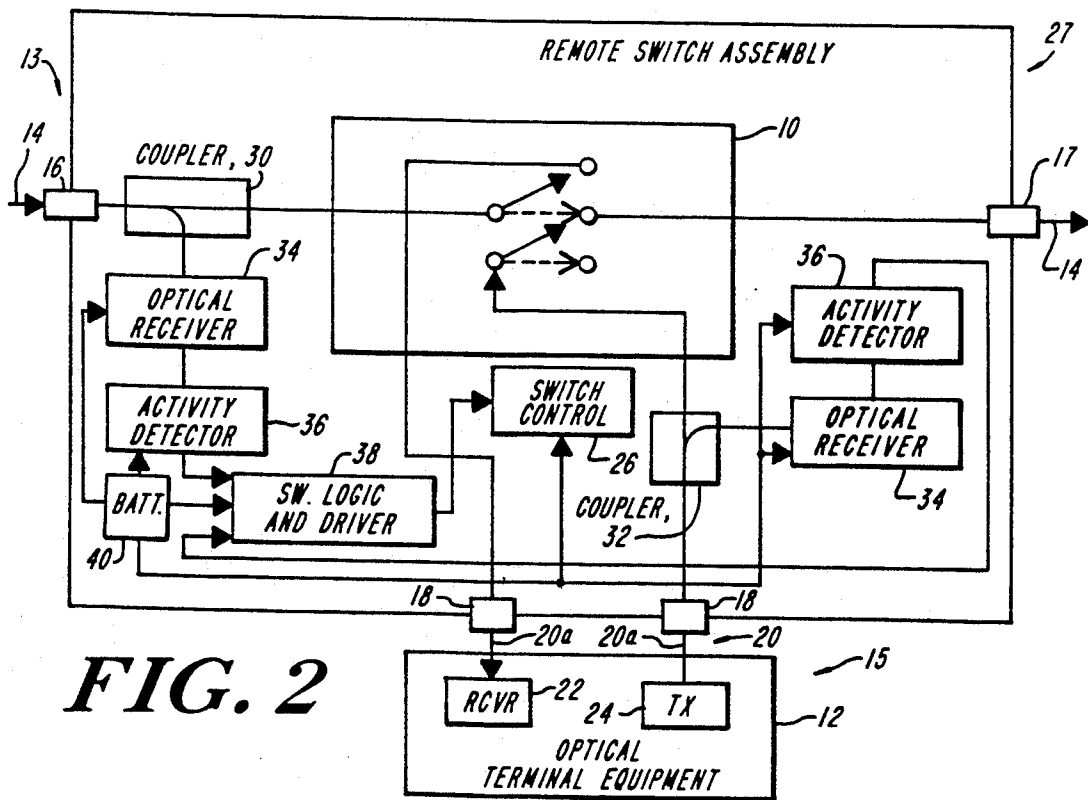 REMOTE SWITCH ASSEMBLY
27
13
14
16
COUPLER, 30
10
17
14
34
OPTICAL
RECEIVER
36
ACTIVITY
DETECTOR
SWITCH
CONTROL
26
ACTIVITY
DETECTOR
36
OPTICAL
RECEIVER
34
38
SW. LOGIC
AND DRIVER
BATT.
40
COUPLER,
32
18
18
20a
20a
20
15
FIG. 2
RCVR
22
24
TX
12
OPTICAL
TERMINAL EQUIPMENT